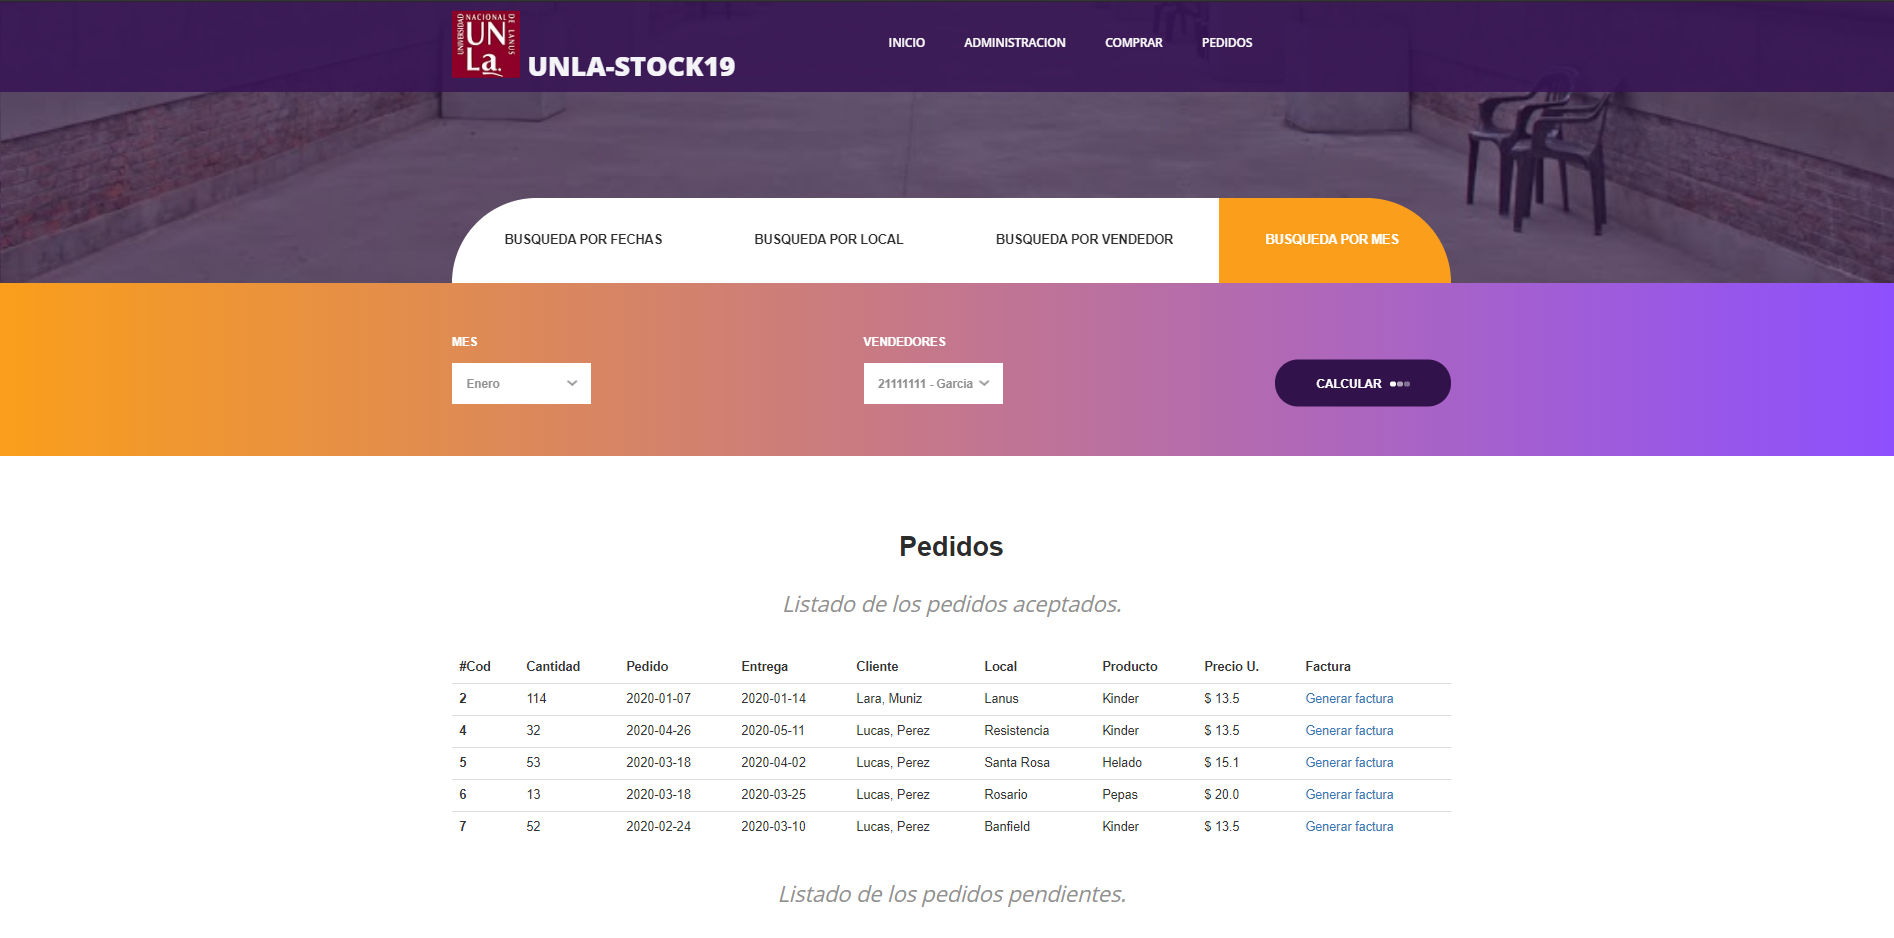 UNIVERSIDAD NACIONAL DE LANUS
UNLa.
UNLA-STOCK19
INICIO ADMINISTRACION COMPRAR PEDIDOS
BUSQUEDA POR FECHAS BUSQUEDA POR LOCAL BUSQUEDA POR VENDEDOR BUSQUEDA POR MES
MES VENDEDORES
Enero 21111111 - Garcia CALCULAR
Pedidos
Listado de los pedidos aceptados.
#Cod Cantidad Pedido Entrega Cliente Local Producto Precio U. Factura
2 114 2020-01-07 2020-01-14 Lara, Muniz Lanus Kinder $ 13.5 Generar factura
4 32 2020-04-26 2020-05-11 Lucas, Perez Resistencia Kinder $ 13.5 Generar factura
5 53 2020-03-18 2020-04-02 Lucas, Perez Santa Rosa Helado $ 15.1 Generar factura
6 13 2020-03-18 2020-03-25 Lucas, Perez Rosario Pepas $ 20.0 Generar factura
7 52 2020-02-24 2020-03-10 Lucas, Perez Banfield Kinder $ 13.5 Generar factura
Listado de los pedidos pendientes.